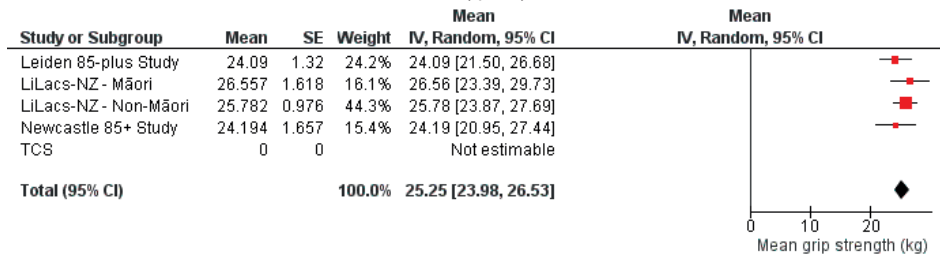 Mean Mean
Study or Subgroup Mean SE Weight IV, Random, 95% CI IV, Random, 95% CI
Leiden 85-plus Study 24.09 1.32 24.2% 24.09 [21.50, 26.68]
LiLacs-NZ - Māori 26.557 1.618 16.1% 26.56 [23.39, 29.73]
LiLacs-NZ - Non-Māori 25.782 0.976 44.3% 25.78 [23.87, 27.69]
Newcastle 85+ Study 24.194 1.657 15.4% 24.19 [20.95, 27.44]
TCS 0 0 Not estimable
Total (95% CI) 100.0% 25.25 [23.98, 26.53]
0 10 20
Mean grip strength (kg)